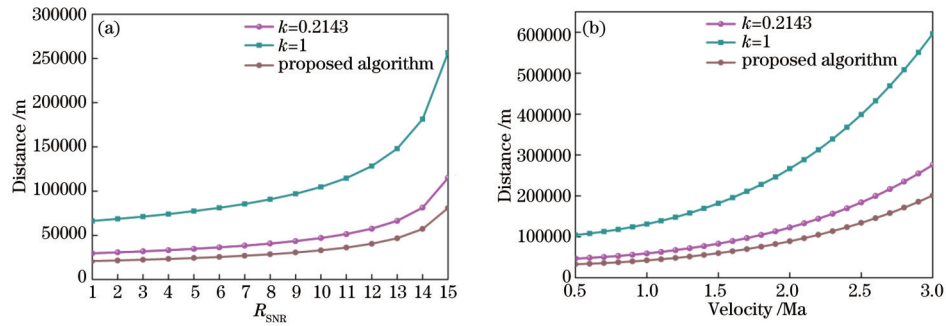 (a)
k=0.2143
k=1
proposed algorithm
300000
250000
200000
150000
100000
50000
0
Distance /m
1 2 3 4 5 6 7 8 9 10 11 12 13 14 15
R_SNR
(b)
k=0.2143
k=1
proposed algorithm
600000
500000
400000
300000
200000
100000
0
Distance /m
0.5 1.0 1.5 2.0 2.5 3.0
Velocity /Ma